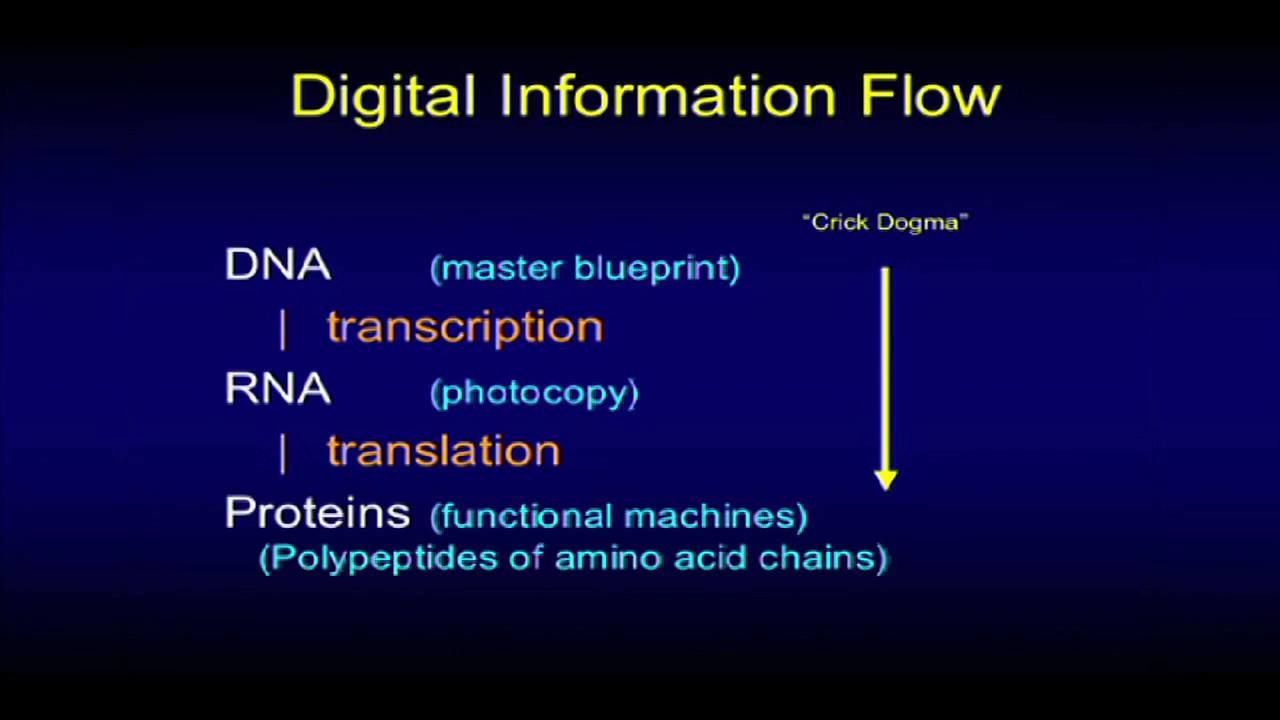 Digital Information Flow
"Crick Dogma"
DNA (master blueprint)
| transcription
RNA (photocopy)
| translation
Proteins (functional machines)
(Polypeptides of amino acid chains)